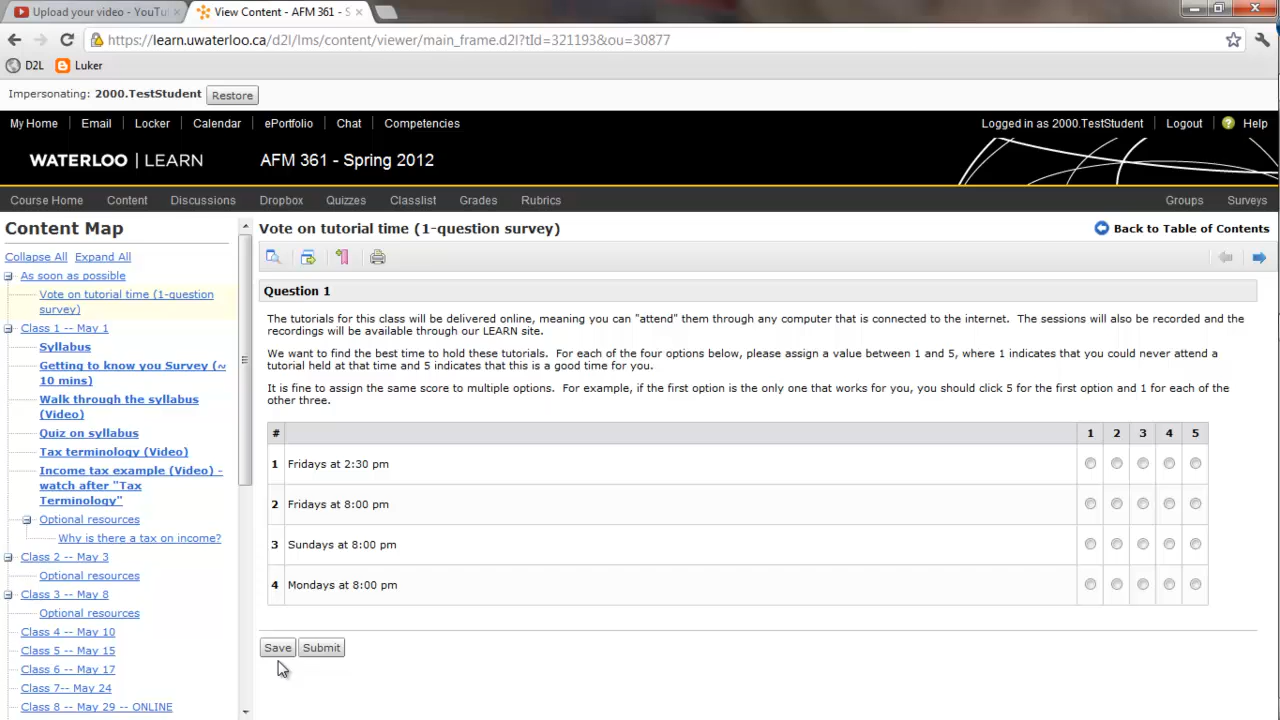 Upload your video - YouTu
View Content - AFM 361 - S
https://learn.uwaterloo.ca/d2l/lms/content/viewer/main_frame.d2l?tId=321193&ou=30877
D2L Luker
Impersonating: 2000.TestStudent Restore
My Home Email Locker Calendar ePortfolio Chat Competencies Logged in as 2000.TestStudent Logout Help
WATERLOO | LEARN AFM 361 - Spring 2012
Course Home Content Discussions Dropbox Quizzes Classlist Grades Rubrics Groups Surveys
Content Map
Collapse All Expand All
As soon as possible
Vote on tutorial time (1-question
survey)
Class 1 -- May 1
Syllabus
Getting to know you Survey (~
10 mins)
Walk through the syllabus
(Video)
Quiz on syllabus
Tax terminology (Video)
Income tax example (Video) -
watch after "Tax
Terminology"
Optional resources
Why is there a tax on income?
Class 2 -- May 3
Optional resources
Class 3 -- May 8
Optional resources
Class 4 -- May 10
Class 5 -- May 15
Class 6 -- May 17
Class 7-- May 24
Class 8 -- May 29 -- ONLINE
Vote on tutorial time (1-question survey)
Back to Table of Contents
Question 1
The tutorials for this class will be delivered online, meaning you can "attend" them through any computer that is connected to the internet. The sessions will also be recorded and the
recordings will be available through our LEARN site.
We want to find the best time to hold these tutorials. For each of the four options below, please assign a value between 1 and 5, where 1 indicates that you could never attend a
tutorial held at that time and 5 indicates that this is a good time for you.
It is fine to assign the same score to multiple options. For example, if the first option is the only one that works for you, you should click 5 for the first option and 1 for each of the
other three.
# 1 2 3 4 5
1 Fridays at 2:30 pm
2 Fridays at 8:00 pm
3 Sundays at 8:00 pm
4 Mondays at 8:00 pm
Save Submit